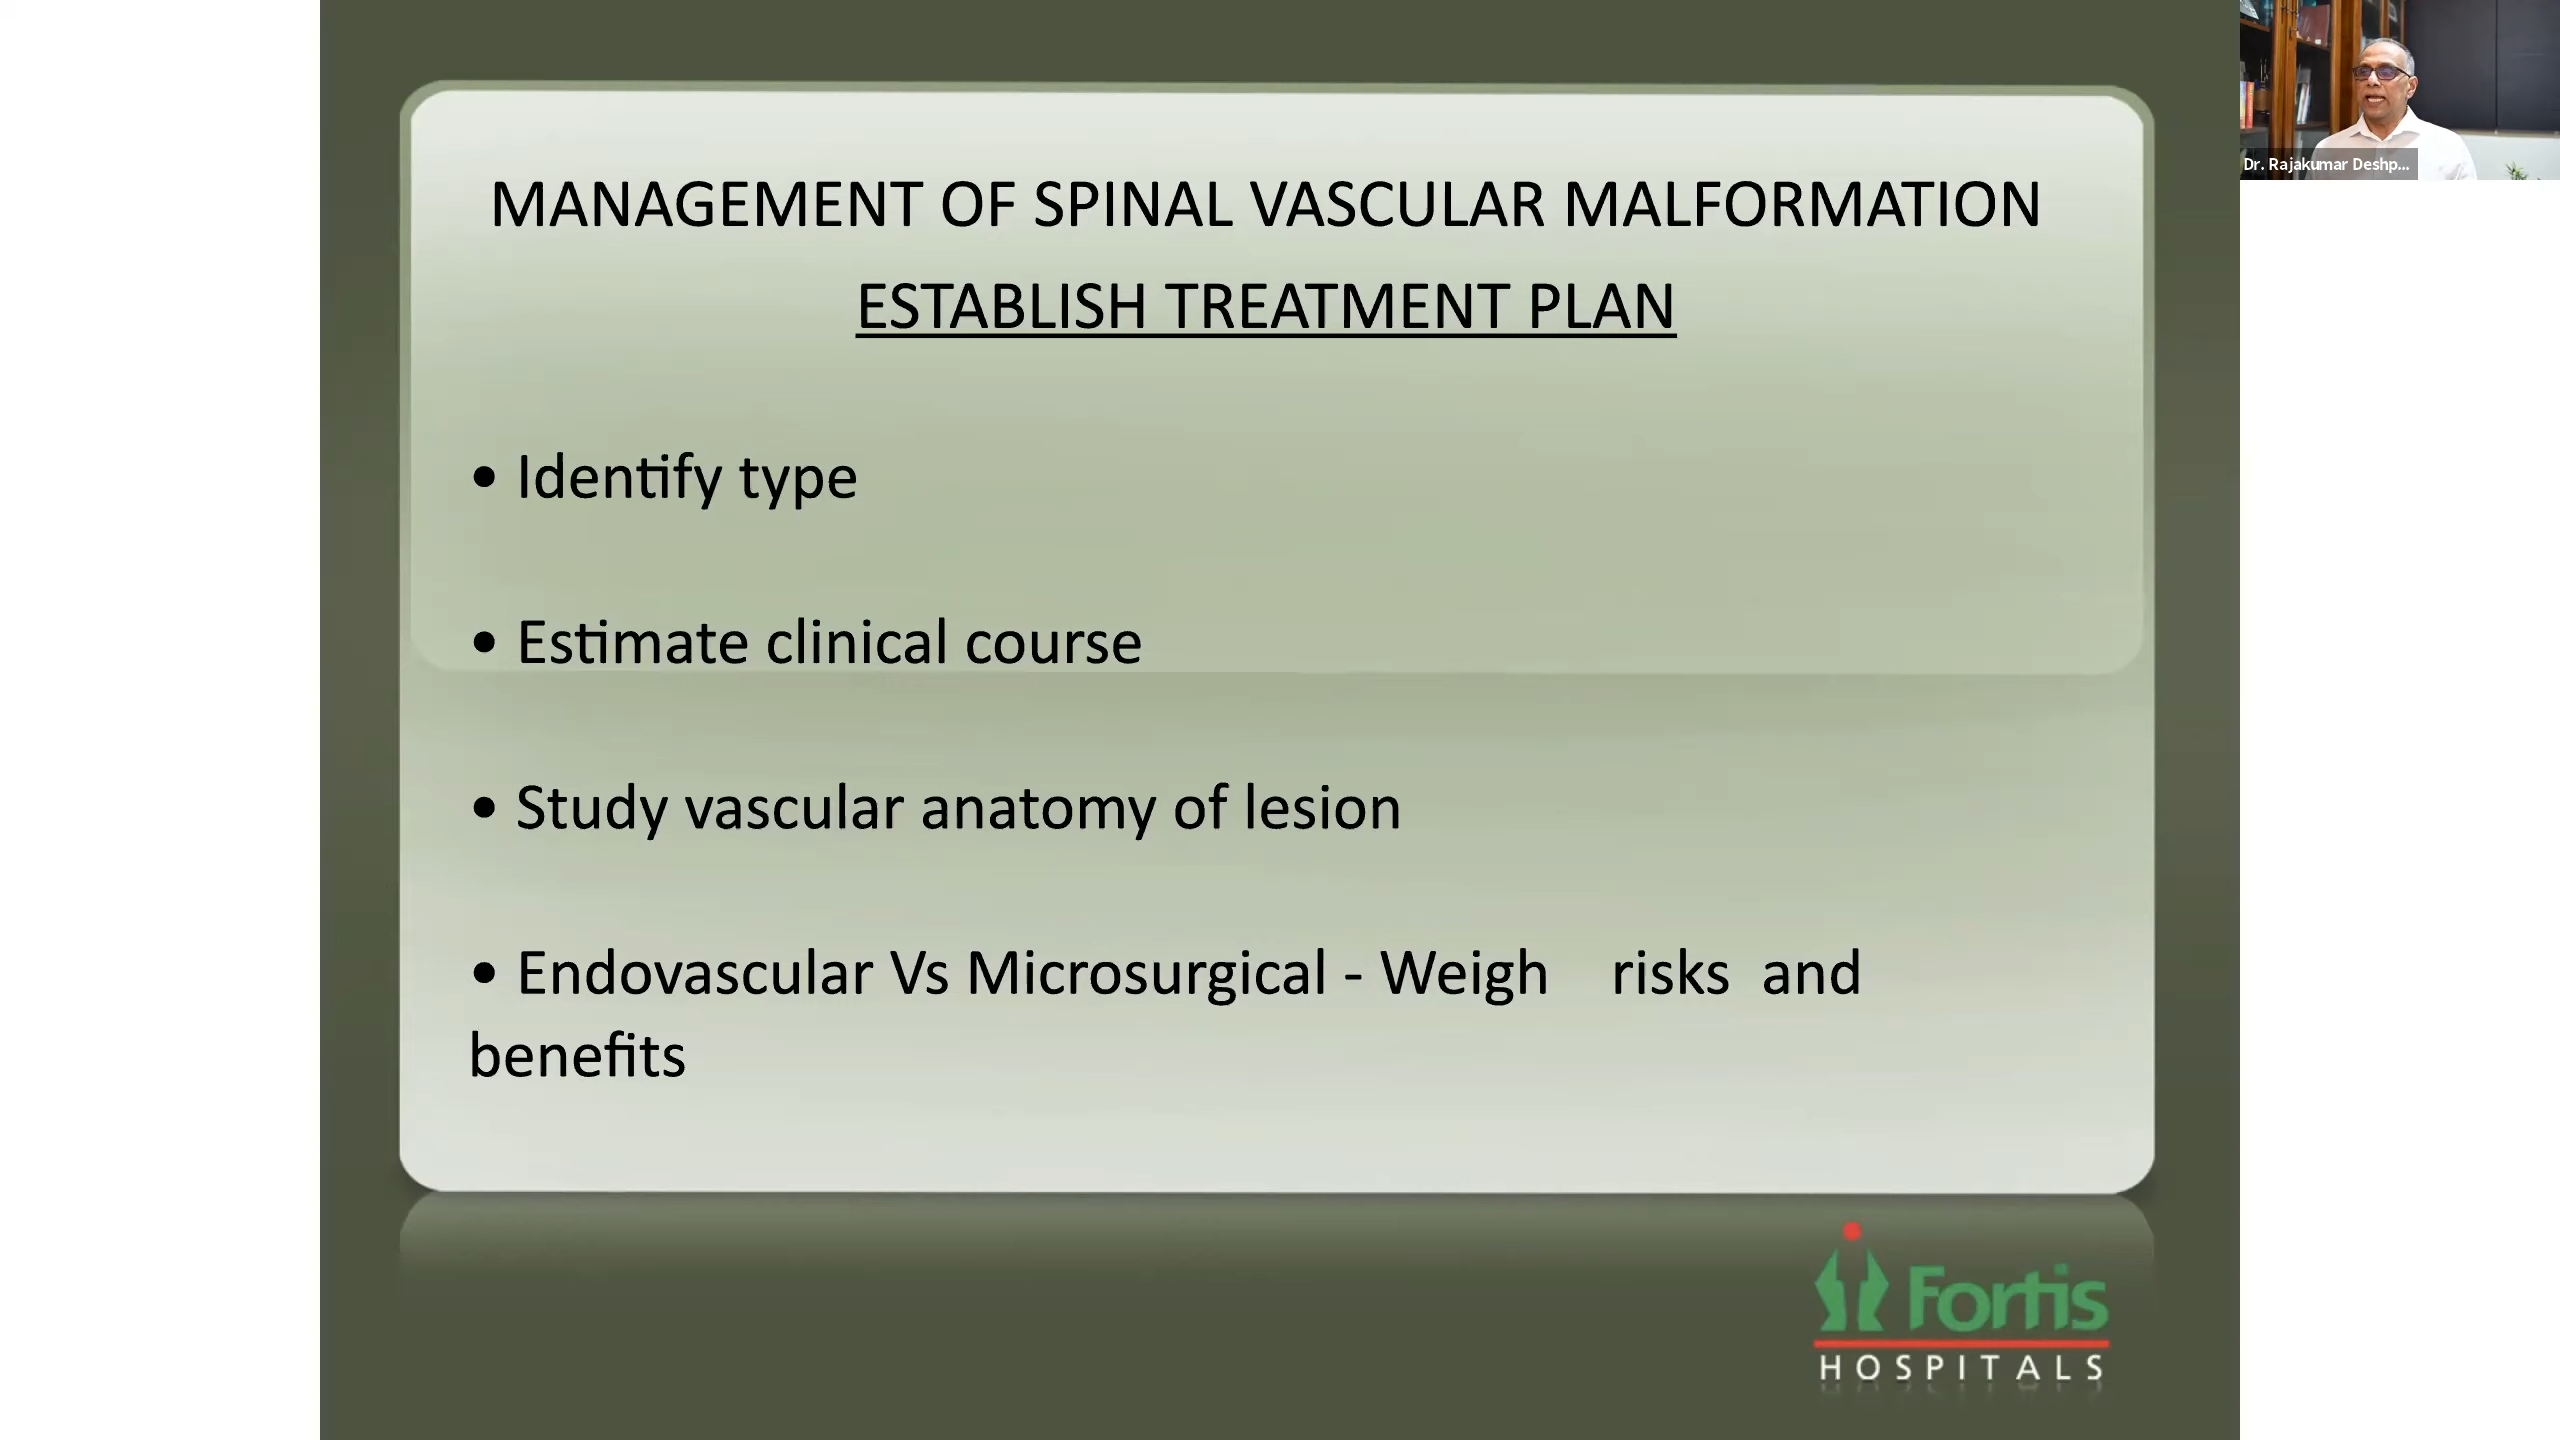 MANAGEMENT OF SPINAL VASCULAR MALFORMATION
ESTABLISH TREATMENT PLAN
• Identify type
• Estimate clinical course
• Study vascular anatomy of lesion
• Endovascular Vs Microsurgical - Weigh risks and
benefits
Fortis
HOSPITALS
Dr. Rajakumar Deshp...